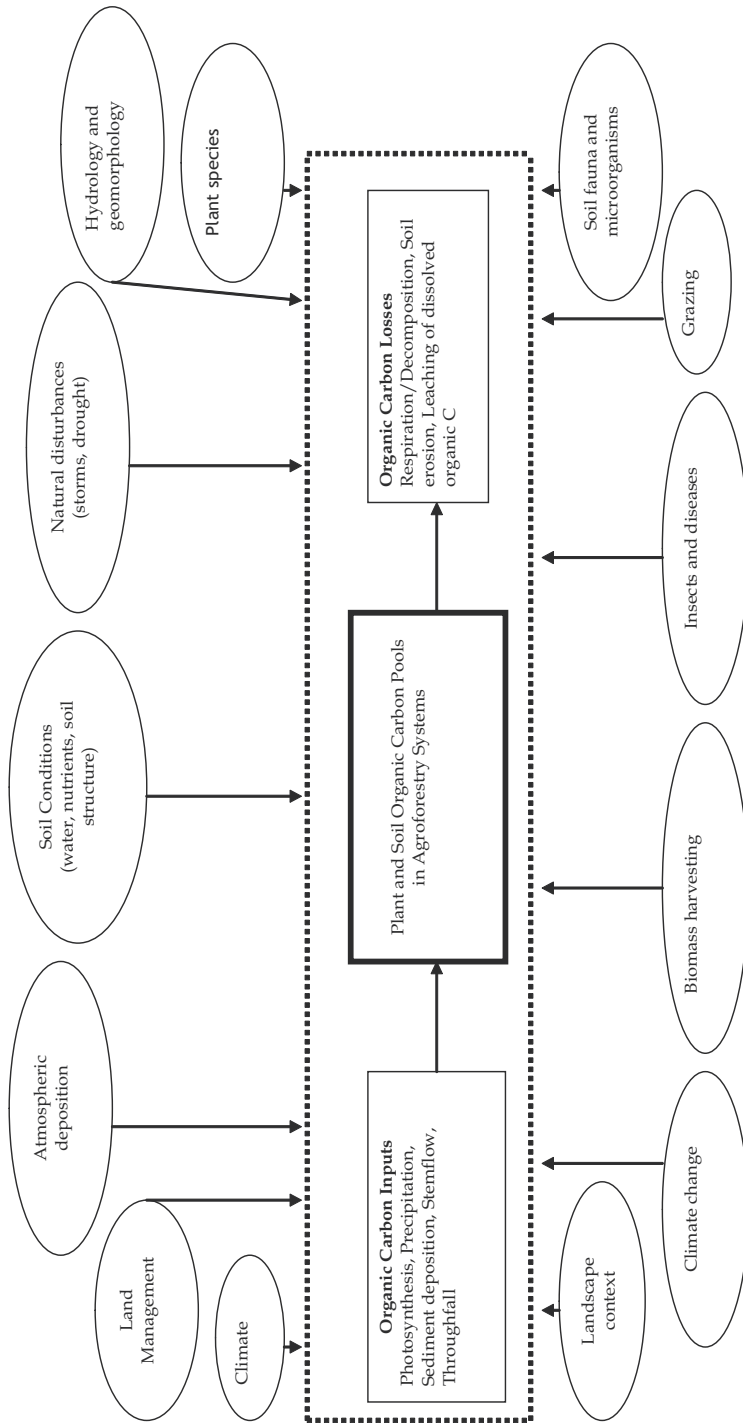 Climate
Land
Management
Atmospheric
deposition
Soil Conditions
(water, nutrients, soil
structure)
Natural disturbances
(storms, drought)
Hydrology and
geomorphology
Plant species
Organic Carbon Inputs
Photosynthesis, Precipitation,
Sediment deposition, Stemflow,
Throughfall
Plant and Soil Organic Carbon Pools
in Agroforestry Systems
Organic Carbon Losses
Respiration/Decomposition, Soil
erosion, Leaching of dissolved
organic C
Landscape
context
Climate change
Biomass harvesting
Insects and diseases
Grazing
Soil fauna and
microorganisms